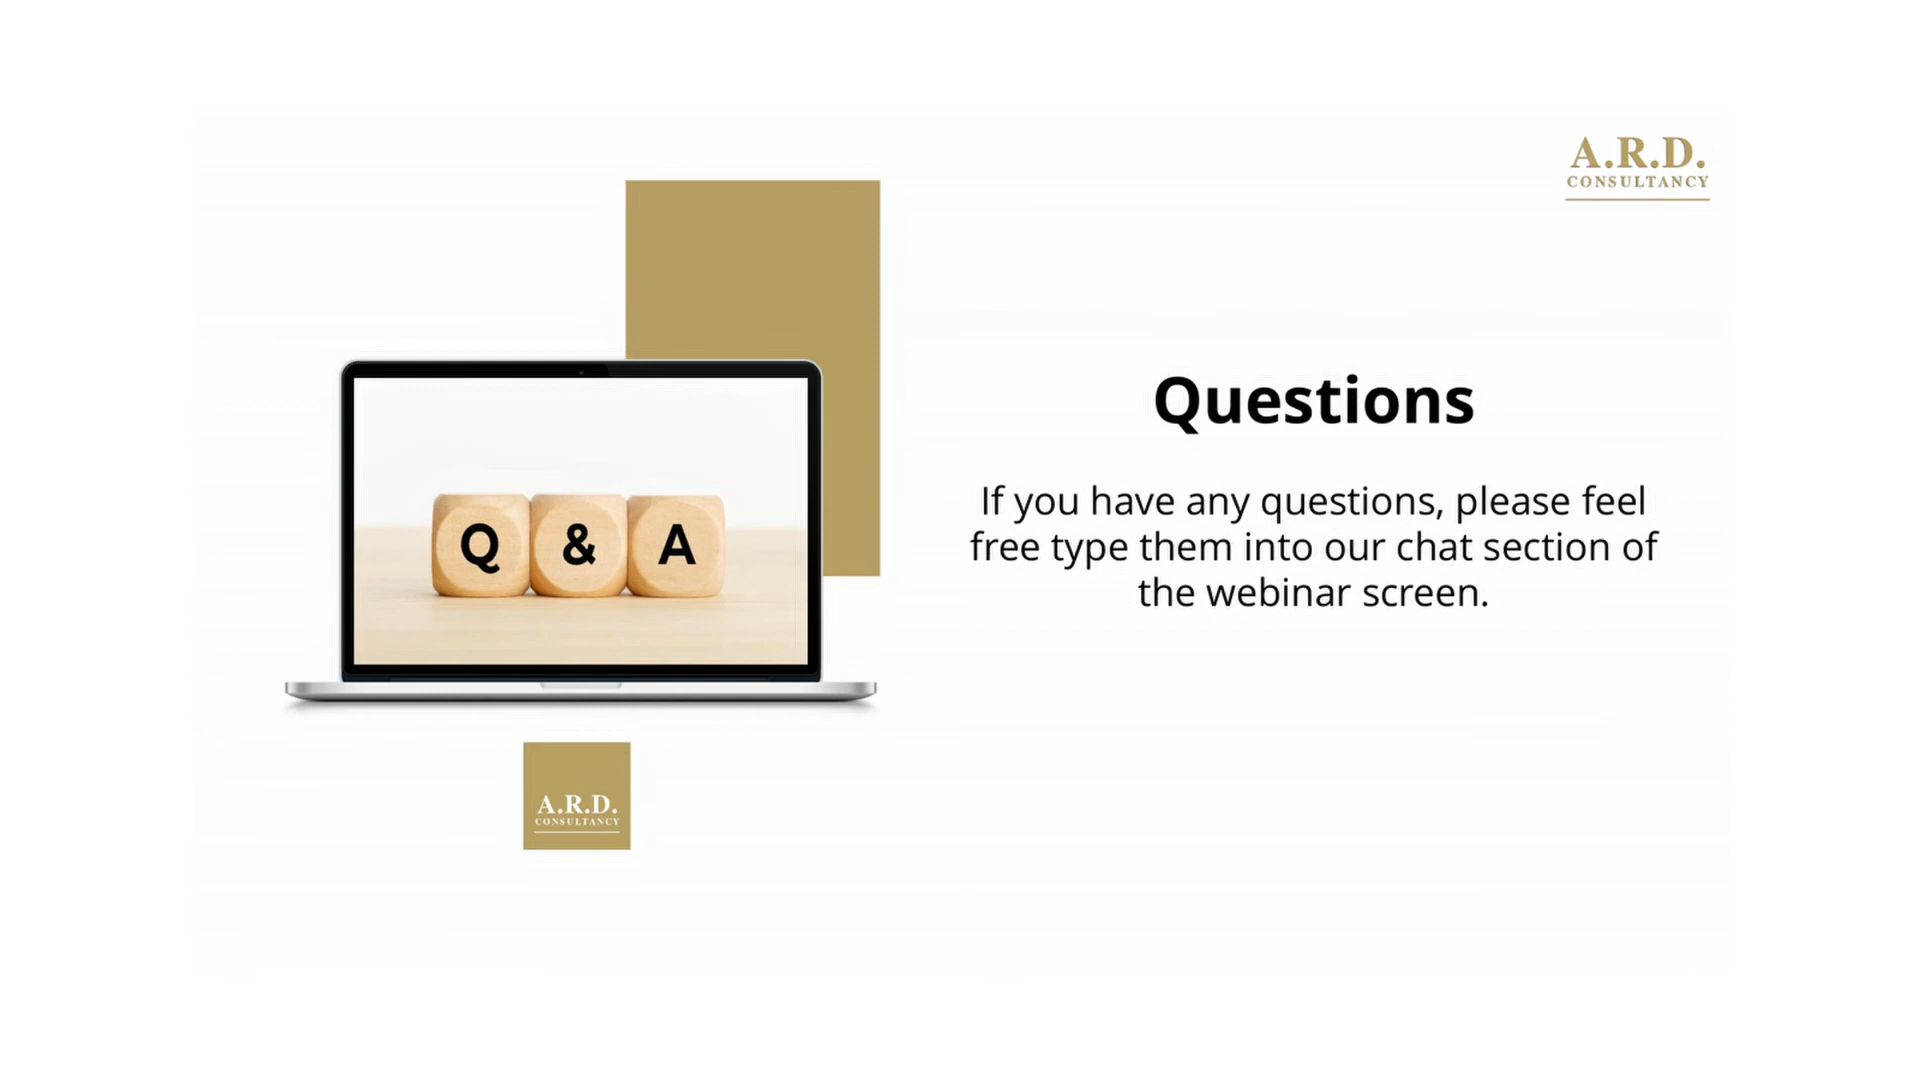 A.R.D.
CONSULTANCY
Q & A
Questions
If you have any questions, please feel
free type them into our chat section of
the webinar screen.
A.R.D.
CONSULTANCY